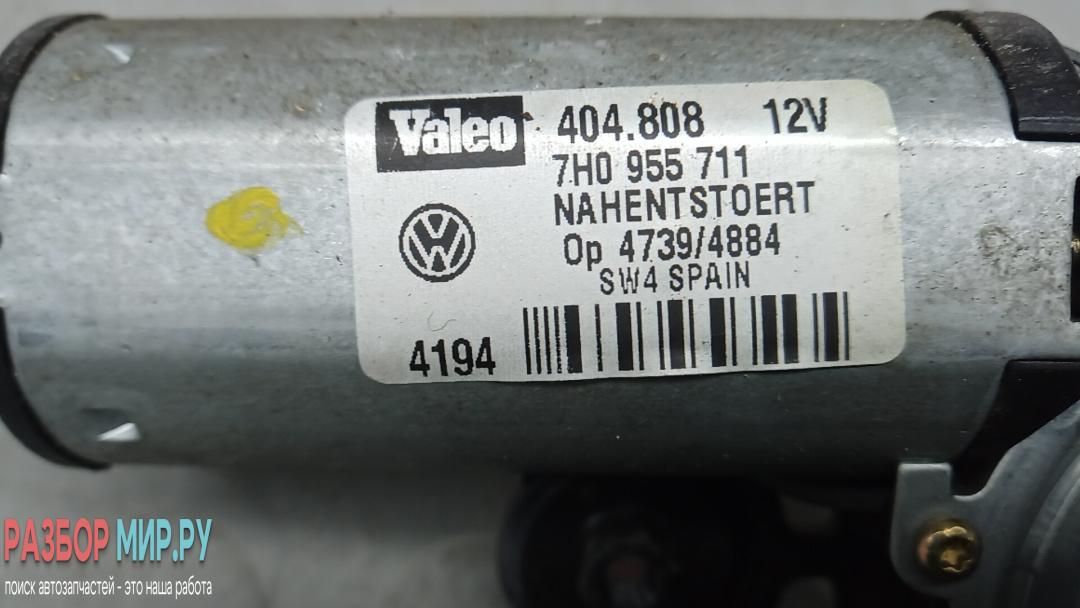 Valeo 404.808 12V
7H0 955 711
NAHENTSTOERT
Op 4739/4884
SW4 SPAIN
4194
РАЗБОР МИР.РУ
поиск автозапчастей - это наша работа